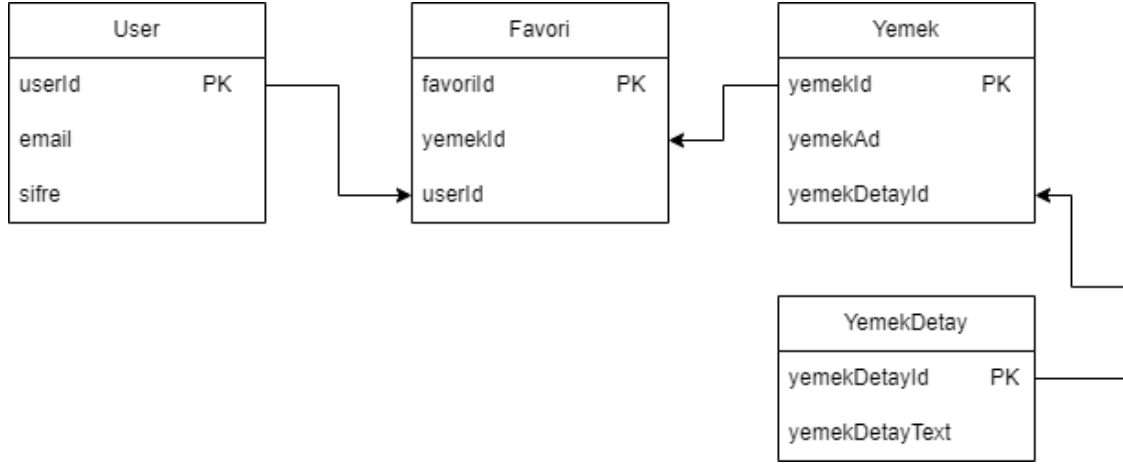 User
userId PK
email
sifre
Favori
favoriId PK
yemekId
userId
Yemek
yemekId PK
yemekAd
yemekDetayId
YemekDetay
yemekDetayId PK
yemekDetayText